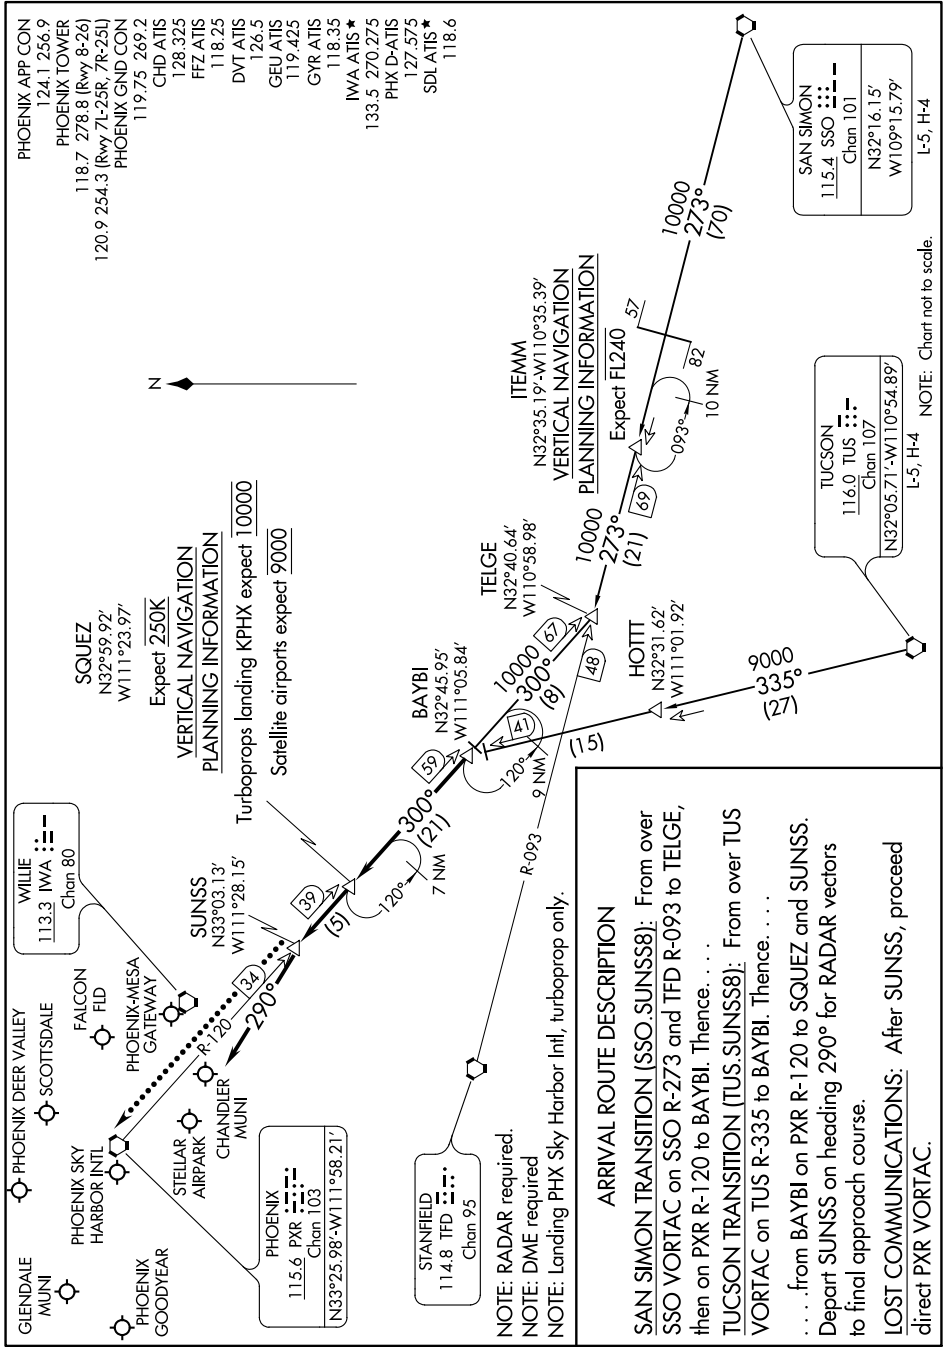 PHOENIX APP CON
124.1 256.9
PHOENIX TOWER
118.7 278.8 (Rwy 8-26)
120.9 254.3 (Rwy 7L-25R, 7R-25L)
PHOENIX GND CON
119.75 269.2
CHD ATIS
128.325
FFZ ATIS
118.25
DVT ATIS
126.5
GEU ATIS
119.425
GYR ATIS
118.35
IWA ATIS★
133.5 270.275
PHX D-ATIS
127.575
SDL ATIS★
118.6
GLENDALE
MUNI
PHOENIX DEER VALLEY
SCOTTSDALE
PHOENIX SKY
HARBOR INTL
PHOENIX
GOODYEAR
FALCON
FLD
PHOENIX-MESA
GATEWAY
STELLAR
AIRPARK
CHANDLER
MUNI
WILLIE
113.3 IWA
Chan 80
PHOENIX
115.6 PXR
Chan 103
N33°25.98'-W111°58.21'
R-120
34
290°
SUNSS
N33°03.13'
W111°28.15'
39
(5)
SQUEZ
N32°59.92'
W111°23.97'
Expect 250K
VERTICAL NAVIGATION
PLANNING INFORMATION
Turboprops landing KPHX expect 10000
Satellite airports expect 9000
N
120°
7 NM
300°
(21)
59
BAYBI
N32°45.95'
W111°05.84'
120°
9 NM
41
(15)
10000
300°
(8)
67
TELGE
N32°40.64'
W110°58.98'
48
R-093
STANFIELD
114.8 TFD
Chan 95
HOTTT
N32°31.62'
W111°01.92'
9000
335°
(27)
10000
273°
(21)
69
ITEMM
N32°35.19'-W110°35.39'
VERTICAL NAVIGATION
PLANNING INFORMATION
Expect FL240
093°
10 NM
57
82
10000
273°
(70)
SAN SIMON
115.4 SSO
Chan 101
N32°16.15'
W109°15.79'
L-5, H-4
TUCSON
116.0 TUS
Chan 107
N32°05.71'-W110°54.89'
L-5, H-4
NOTE: Chart not to scale.
NOTE: RADAR required.
NOTE: DME required
NOTE: Landing PHX Sky Harbor Intl, turboprop only.
ARRIVAL ROUTE DESCRIPTION
SAN SIMON TRANSITION (SSO.SUNSS8): From over
SSO VORTAC on SSO R-273 and TFD R-093 to TELGE,
then on PXR R-120 to BAYBI. Thence. . . .
TUCSON TRANSITION (TUS.SUNSS8): From over TUS
VORTAC on TUS R-335 to BAYBI. Thence. . . .
. . . .from BAYBI on PXR R-120 to SQUEZ and SUNSS.
Depart SUNSS on heading 290° for RADAR vectors
to final approach course.
LOST COMMUNICATIONS: After SUNSS, proceed
direct PXR VORTAC.